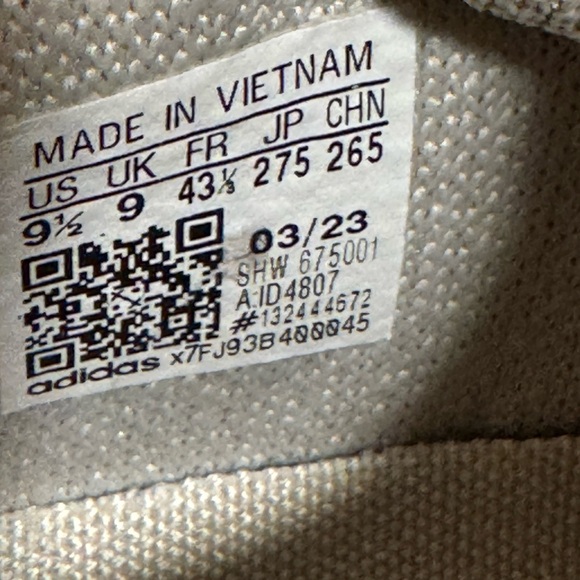 MADE IN VIETNAM
US UK FR JP CHN
9½ 9 43⅓ 275 265
03/23
SHW 675001
A:ID4807
#132444672
adidas x7FJ93B400045